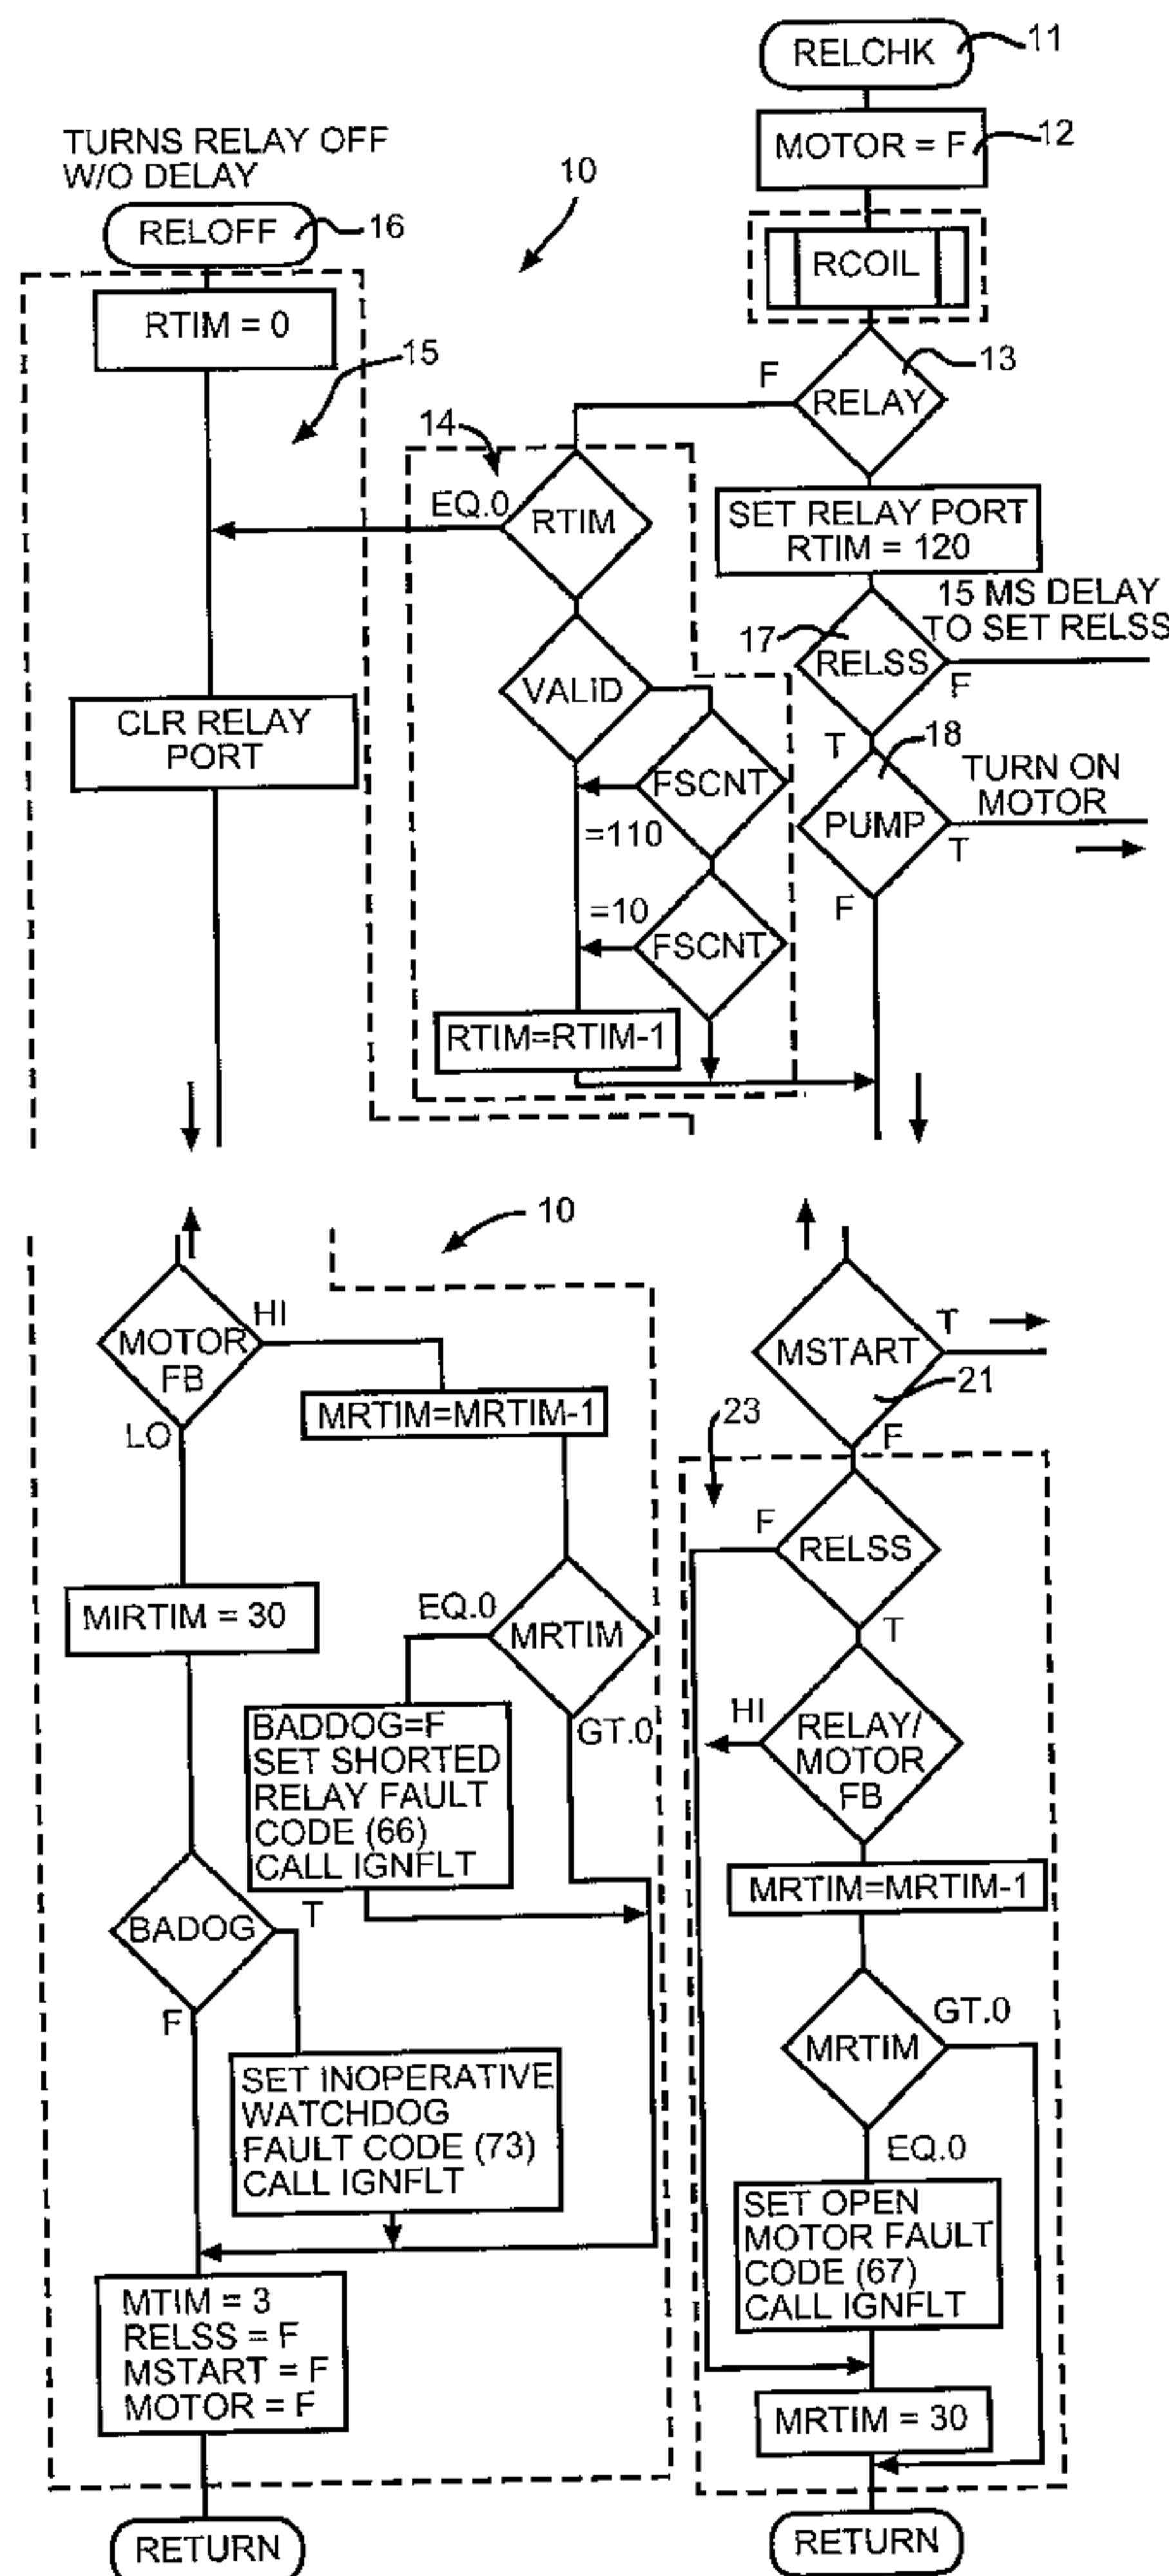 RELCHK
11
MOTOR = F
12
TURNS RELAY OFF
W/O DELAY
RELOFF
16
10
RCOIL
RTIM = 0
15
F
RELAY
13
14
EQ.0
RTIM
SET RELAY PORT
RTIM = 120
15 MS DELAY
TO SET RELSS
17
RELSS
F
VALID
T
18
CLR RELAY
PORT
FSCNT
=110
PUMP
TURN ON
MOTOR
T
F
=10
FSCNT
RTIM=RTIM-1
10
MOTOR
FB
HI
LO
MRTIM=MRTIM-1
MSTART
T
21
F
23
MIRTIM = 30
EQ.0
MRTIM
GT.0
F
RELSS
T
BADDOG=F
SET SHORTED
RELAY FAULT
CODE (66)
CALL IGNFLT
HI
RELAY/
MOTOR
FB
MRTIM=MRTIM-1
BADOG
T
F
SET INOPERATIVE
WATCHDOG
FAULT CODE (73)
CALL IGNFLT
MRTIM
GT.0
EQ.0
SET OPEN
MOTOR FAULT
CODE (67)
CALL IGNFLT
MTIM = 3
RELSS = F
MSTART = F
MOTOR = F
MRTIM = 30
RETURN
RETURN